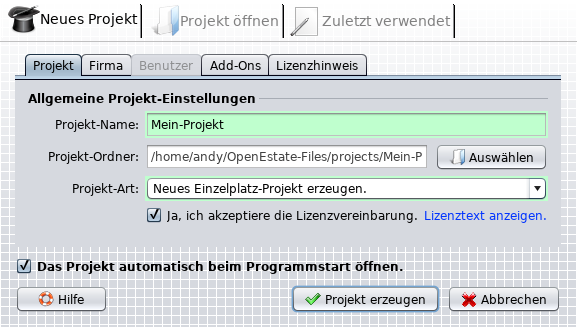 Neues Projekt Projekt öffnen Zuletzt verwendet
Projekt Firma Benutzer Add-Ons Lizenzhinweis
Allgemeine Projekt-Einstellungen
Projekt-Name: Mein-Projekt
Projekt-Ordner: /home/andy/OpenEstate-Files/projects/Mein-P Auswählen
Projekt-Art: Neues Einzelplatz-Projekt erzeugen.
Ja, ich akzeptiere die Lizenzvereinbarung. Lizenztext anzeigen.
Das Projekt automatisch beim Programmstart öffnen.
Hilfe Projekt erzeugen Abbrechen